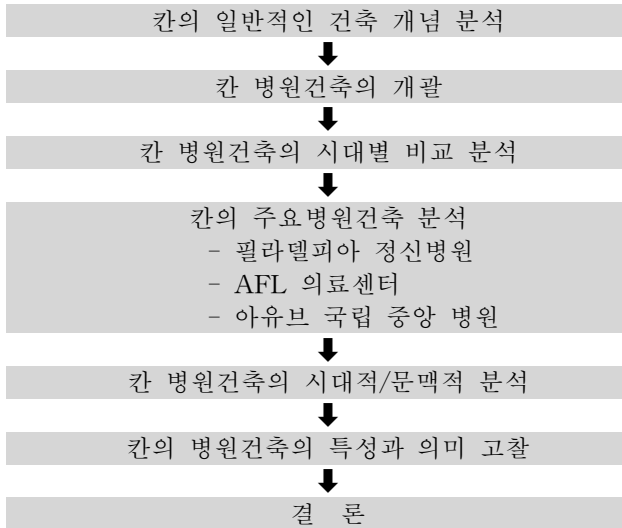 칸의 일반적인 건축 개념 분석
칸 병원건축의 개괄
칸 병원건축의 시대별 비교 분석
칸의 주요병원건축 분석
- 필라델피아 정신병원
- AFL 의료센터
- 아유브 국립 중앙 병원
칸 병원건축의 시대적/문맥적 분석
칸의 병원건축의 특성과 의미 고찰
결 론